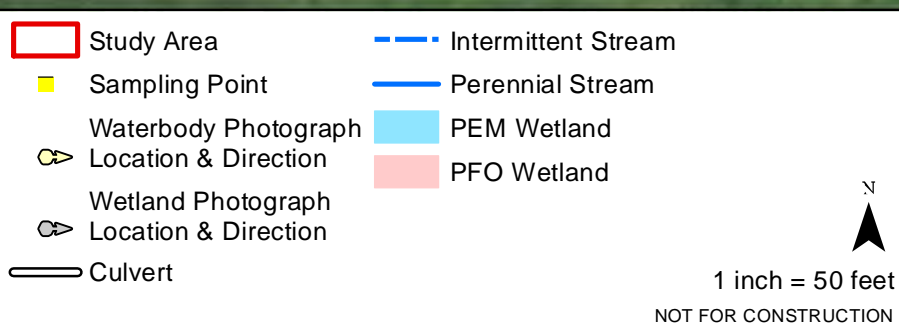 Study Area
Sampling Point
Waterbody Photograph
Location & Direction
Wetland Photograph
Location & Direction
Culvert
Intermittent Stream
Perennial Stream
PEM Wetland
PFO Wetland
N
1 inch = 50 feet
NOT FOR CONSTRUCTION